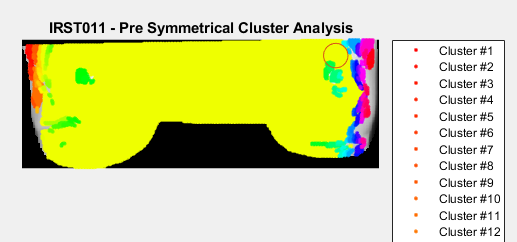 IRST011 - Pre Symmetrical Cluster Analysis
Cluster #1
Cluster #2
Cluster #3
Cluster #4
Cluster #5
Cluster #6
Cluster #7
Cluster #8
Cluster #9
Cluster #10
Cluster #11
Cluster #12